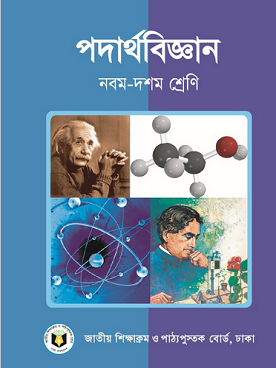 পদার্থবিজ্ঞান
নবম-দশম শ্রেণি
জাতীয় শিক্ষাক্রম ও পাঠ্যপুস্তক বোর্ড, ঢাকা